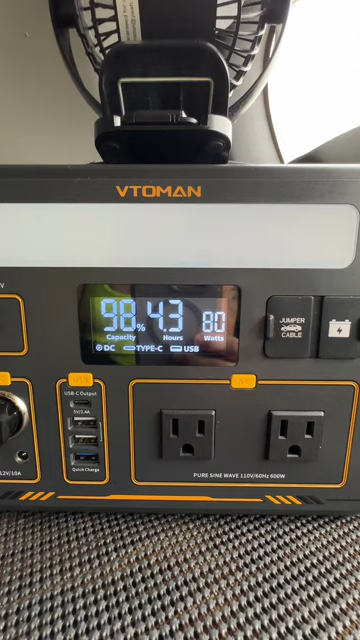 VTOMAN
98% 4.3 80
Capacity Hours Watts
DC TYPE-C USB
JUMPER
CABLE
USB-C Output
5V/2.4A
Quick Charge
12V/10A
PURE SINE WAVE 110V/60Hz 600W